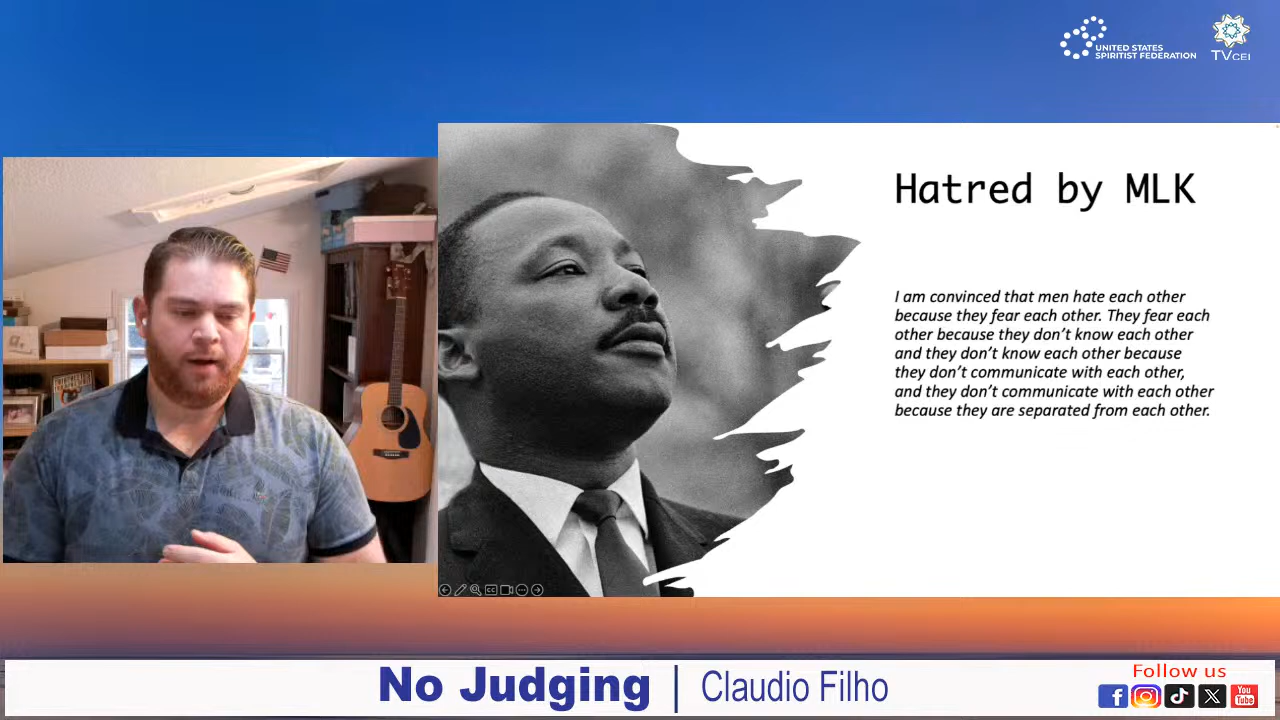 UNITED STATES
SPIRITIST FEDERATION
TVCEI
Hatred by MLK
I am convinced that men hate each other
because they fear each other. They fear each
other because they don’t know each other
and they don’t know each other because
they don’t communicate with each other,
and they don’t communicate with each other
because they are separated from each other.
No Judging | Claudio Filho
Follow us
You
Tube